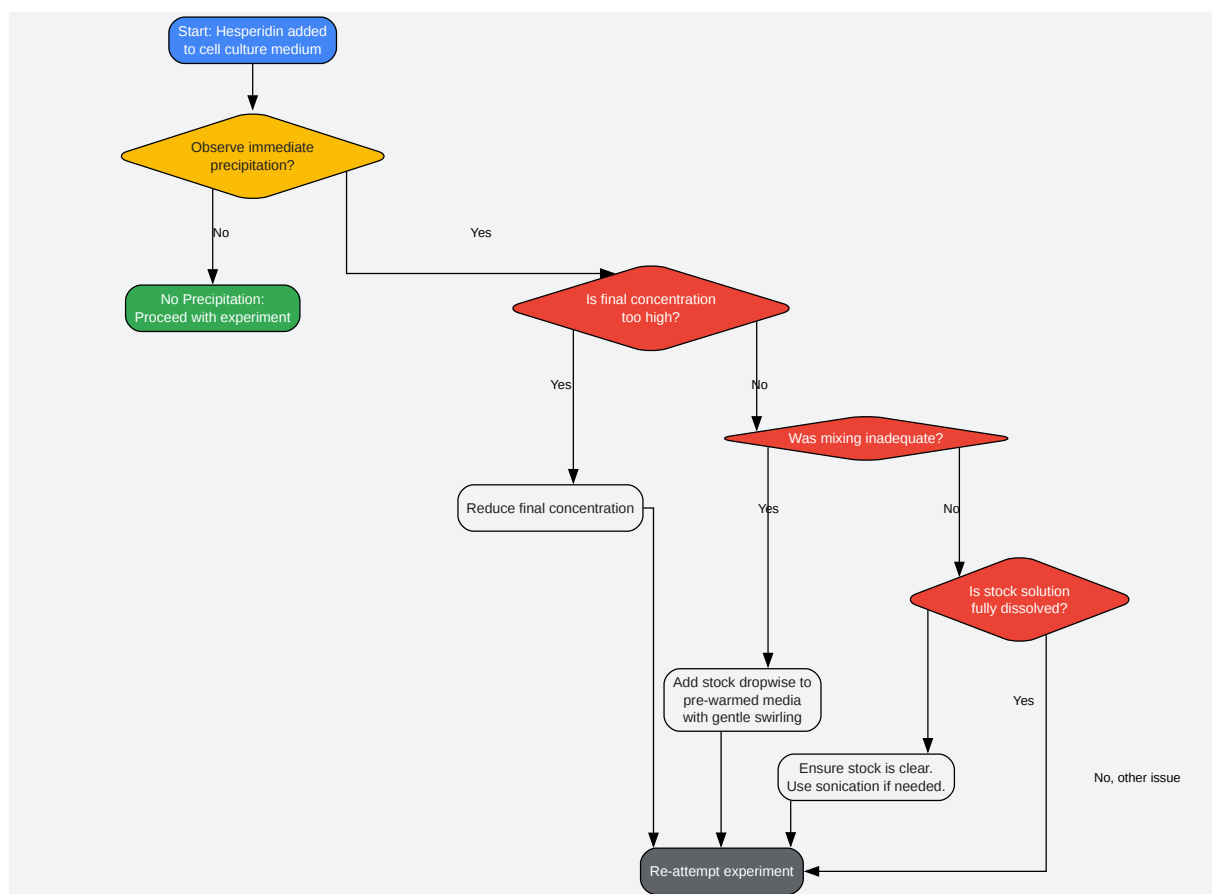 Start: Hesperidin added
to cell culture medium
Observe immediate
precipitation?
No
Yes
No Precipitation:
Proceed with experiment
Is final concentration
too high?
Yes
No
Was mixing inadequate?
Reduce final concentration
Yes
No
Is stock solution
fully dissolved?
Add stock dropwise to
pre-warmed media
with gentle swirling
Yes
Ensure stock is clear.
Use sonication if needed.
No, other issue
Re-attempt experiment